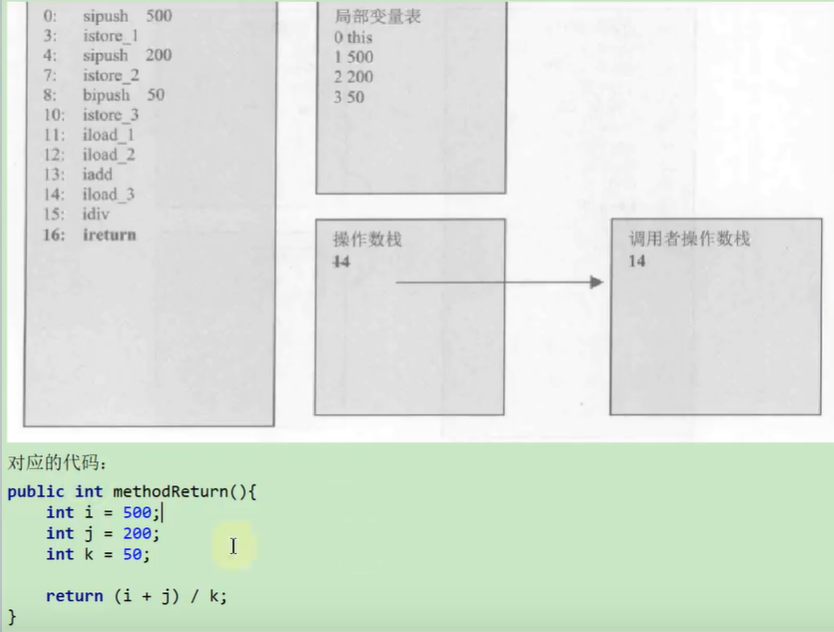 0: sipush 500
3: istore_1
4: sipush 200
7: istore_2
8: bipush 50
10: istore_3
11: iload_1
12: iload_2
13: iadd
14: iload_3
15: idiv
16: ireturn
局部变量表
0 this
1 500
2 200
3 50
操作数栈
14
调用者操作数栈
14
对应的代码：
public int methodReturn(){
    int i = 500;
    int j = 200;
    int k = 50;
    return (i + j) / k;
}